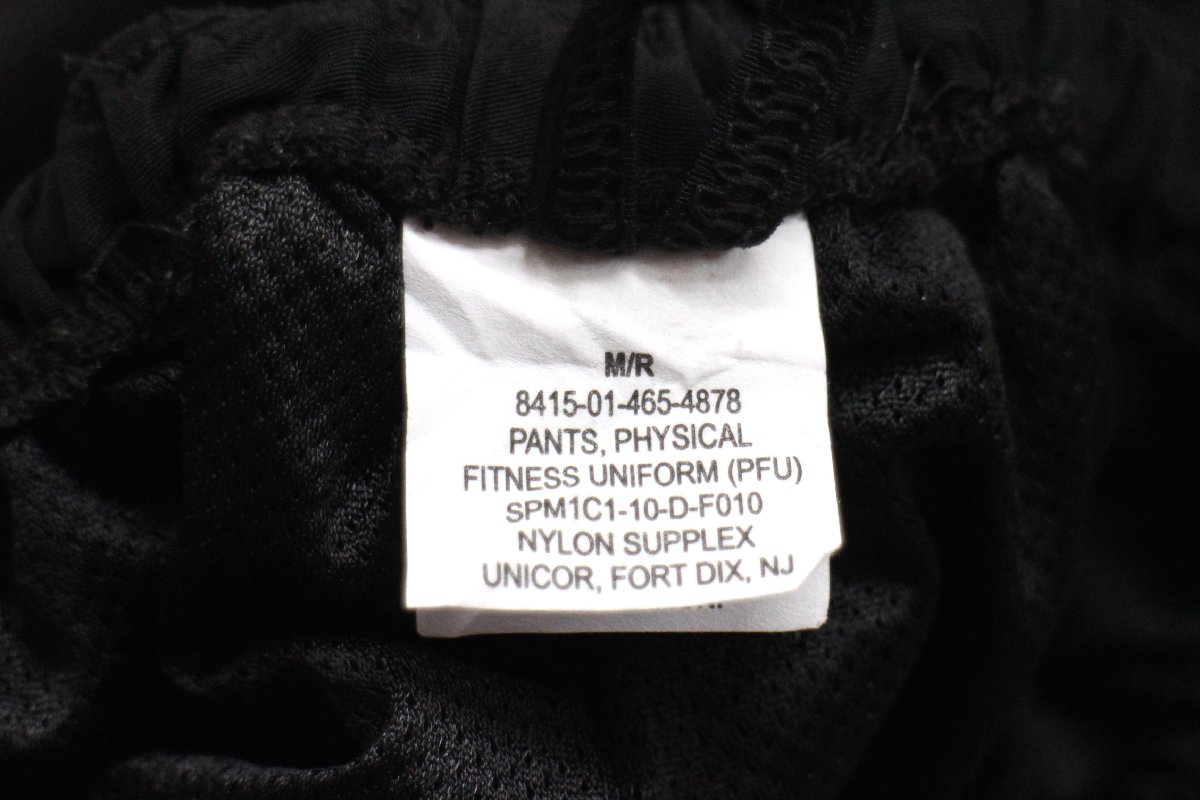 M/R
8415-01-465-4878
PANTS, PHYSICAL
FITNESS UNIFORM (PFU)
SPM1C1-10-D-F010
NYLON SUPPLEX
UNICOR, FORT DIX, NJ